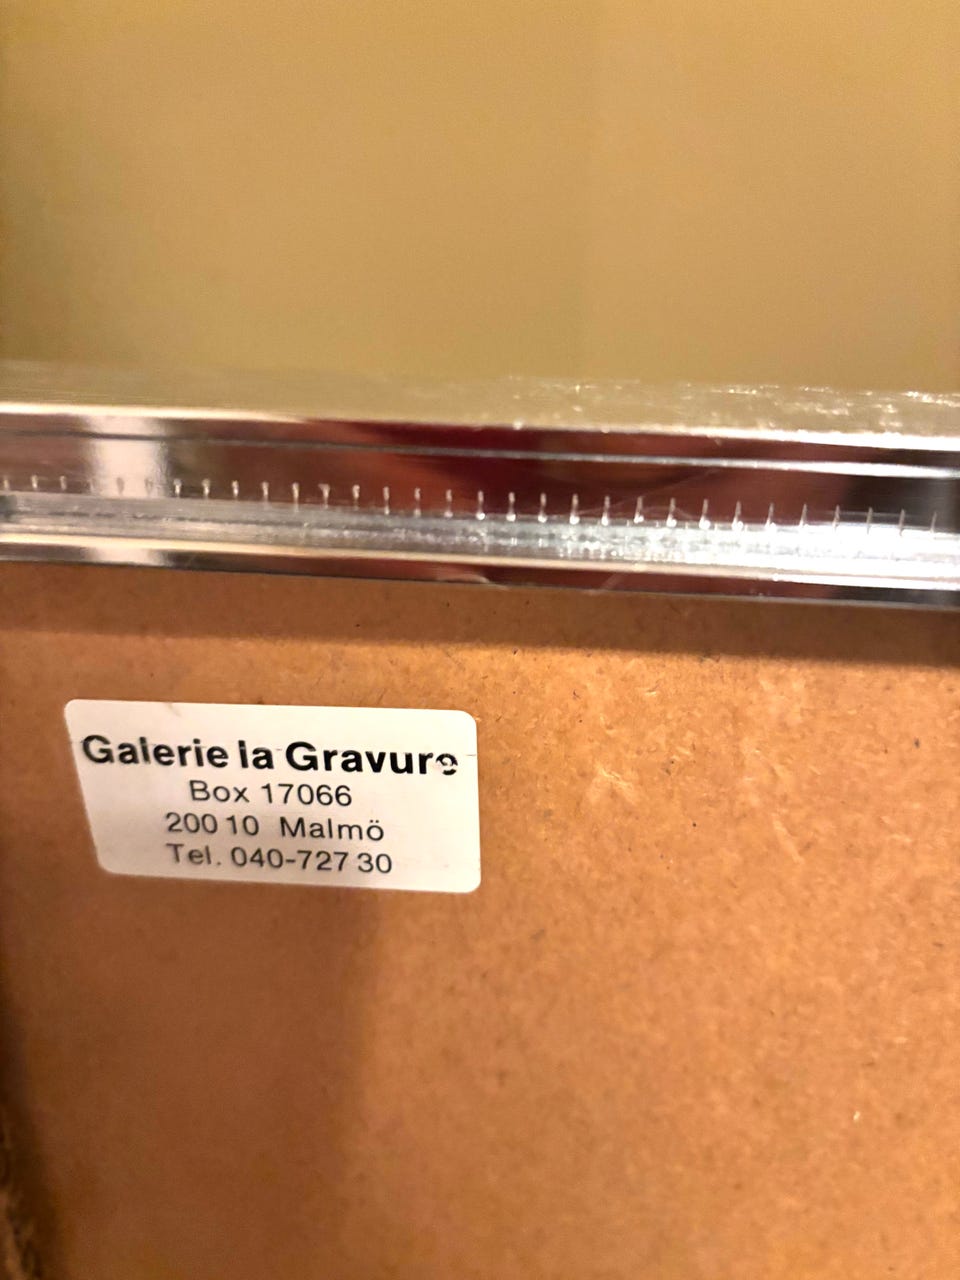 Galerie la Gravure
Box 17066
200 10 Malmö
Tel. 040-727 30